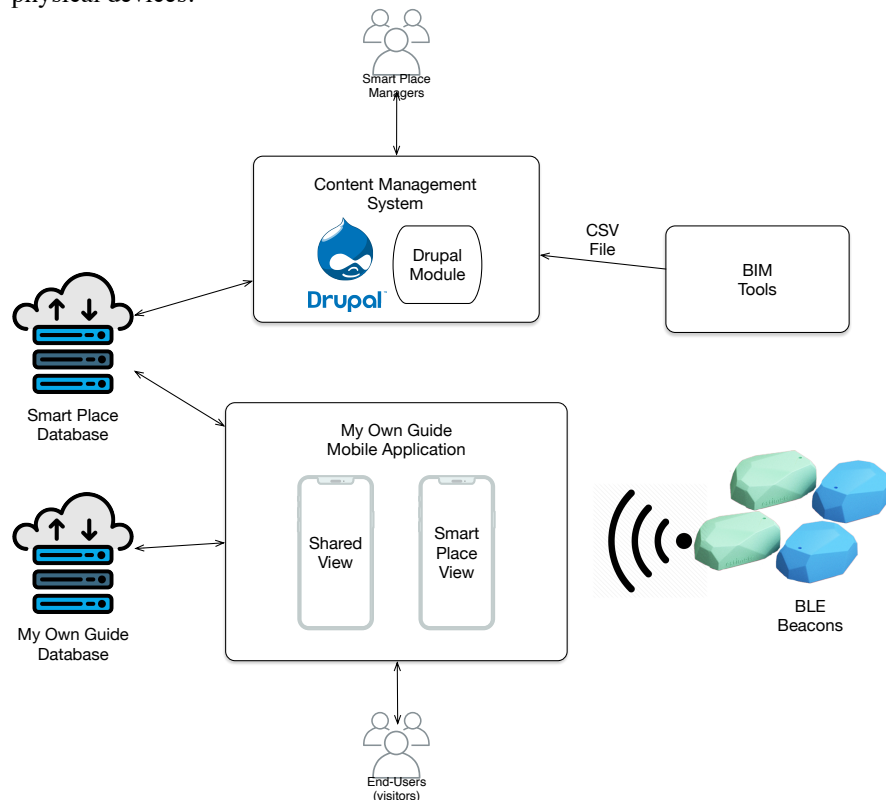 physical devices.
Smart Place
Managers
Content Management
System
Drupal
Drupal
Module
CSV
File
BIM
Tools
Smart Place
Database
My Own Guide
Mobile Application
Shared
View
Smart
Place
View
My Own Guide
Database
BLE
Beacons
End-Users
(visitors)